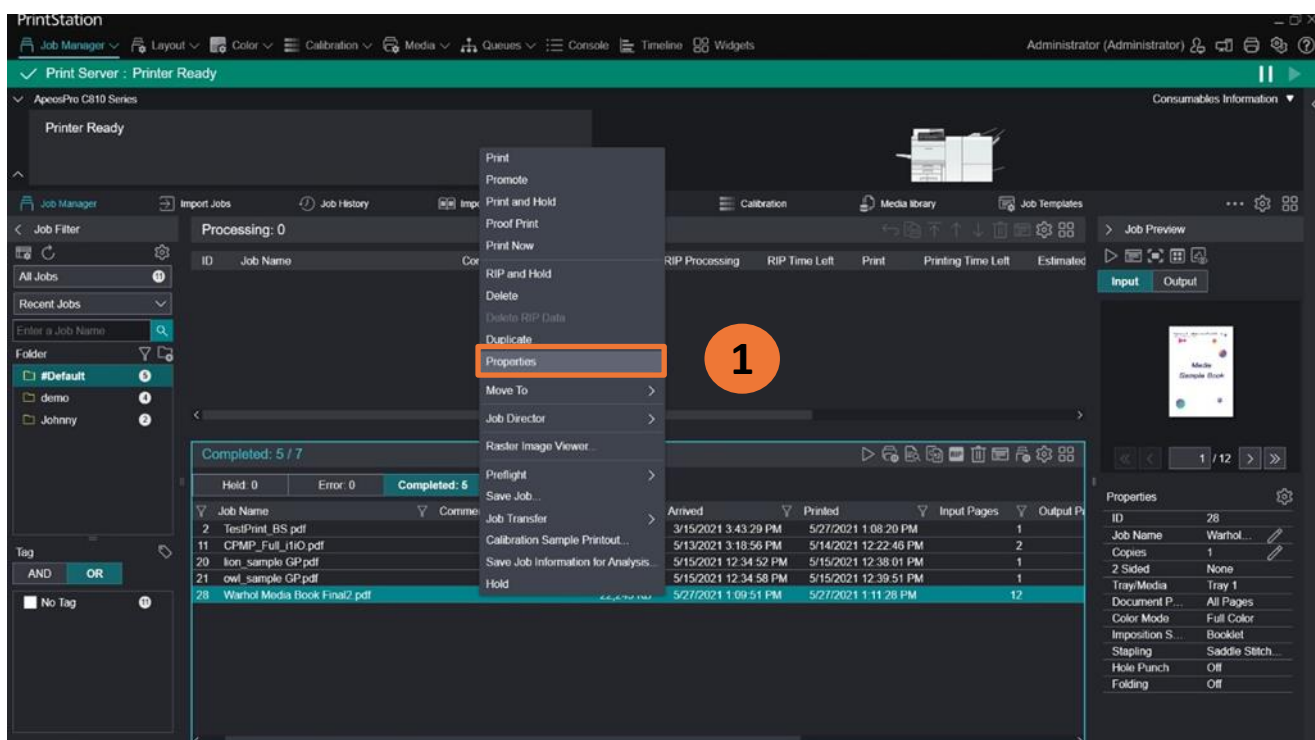 PrintStation
Job Manager Layout Color Calibration Media Queues Console Timeline Widgets Administrator (Administrator)
Print Server : Printer Ready
ApeosPro C810 Series Consumables Information
Printer Ready
Print
Promote
Print and Hold
Proof Print
Print Now
RIP and Hold
Delete
Delete RIP Data
Duplicate
Properties
Move To
Job Director
Raster Image Viewer...
Preflight
Save Job...
Job Transfer
Calibration Sample Printout...
Save Job Information for Analysis...
Hold
1
Job Manager Import Jobs Job History Calibration Media library Job Templates
Job Filter
All Jobs 11
Recent Jobs
Enter a Job Name
Folder
#Default 5
demo 4
Johnny 2
Tag
AND OR
No Tag 11
Processing: 0
ID Job Name RIP Processing RIP Time Left Print Printing Time Left Estimated
Completed: 5 / 7
Held: 0 Error: 0 Completed: 5
Job Name Arrived Printed Input Pages
2 TestPrint_BS.pdf 3/15/2021 3:43:29 PM 5/27/2021 1:08:20 PM 1
11 CPMP_Full_i1iO.pdf 5/13/2021 3:18:56 PM 5/14/2021 12:22:46 PM 2
20 lion_sample GP.pdf 5/15/2021 12:34:52 PM 5/15/2021 12:38:01 PM 1
21 owl_sample GP.pdf 5/15/2021 12:34:58 PM 5/15/2021 12:39:51 PM 1
28 Warhol Media Book Final2.pdf 5/27/2021 1:09:51 PM 5/27/2021 1:11:28 PM 12
Job Preview
Input Output
Media
Sample Book
1 / 12
Properties
ID 28
Job Name Warhol...
Copies 1
2 Sided None
Tray/Media Tray 1
Document P... All Pages
Color Mode Full Color
Imposition S... Booklet
Stapling Saddle Stitch...
Hole Punch Off
Folding Off